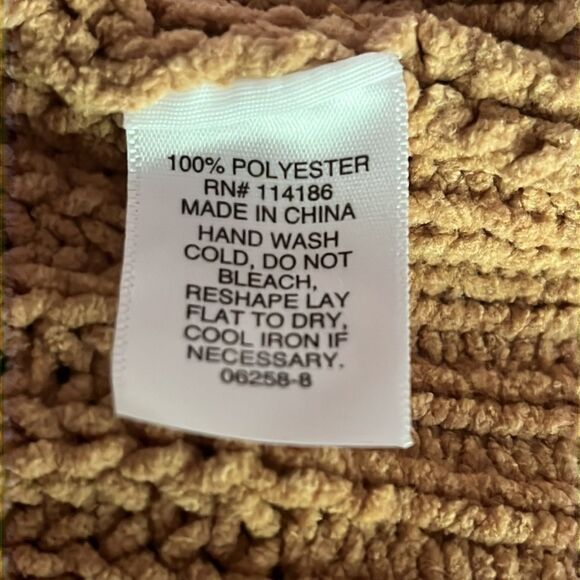 100% POLYESTER
RN# 114186
MADE IN CHINA
HAND WASH
COLD, DO NOT
BLEACH,
RESHAPE LAY
FLAT TO DRY,
COOL IRON IF
NECESSARY.
06258-8